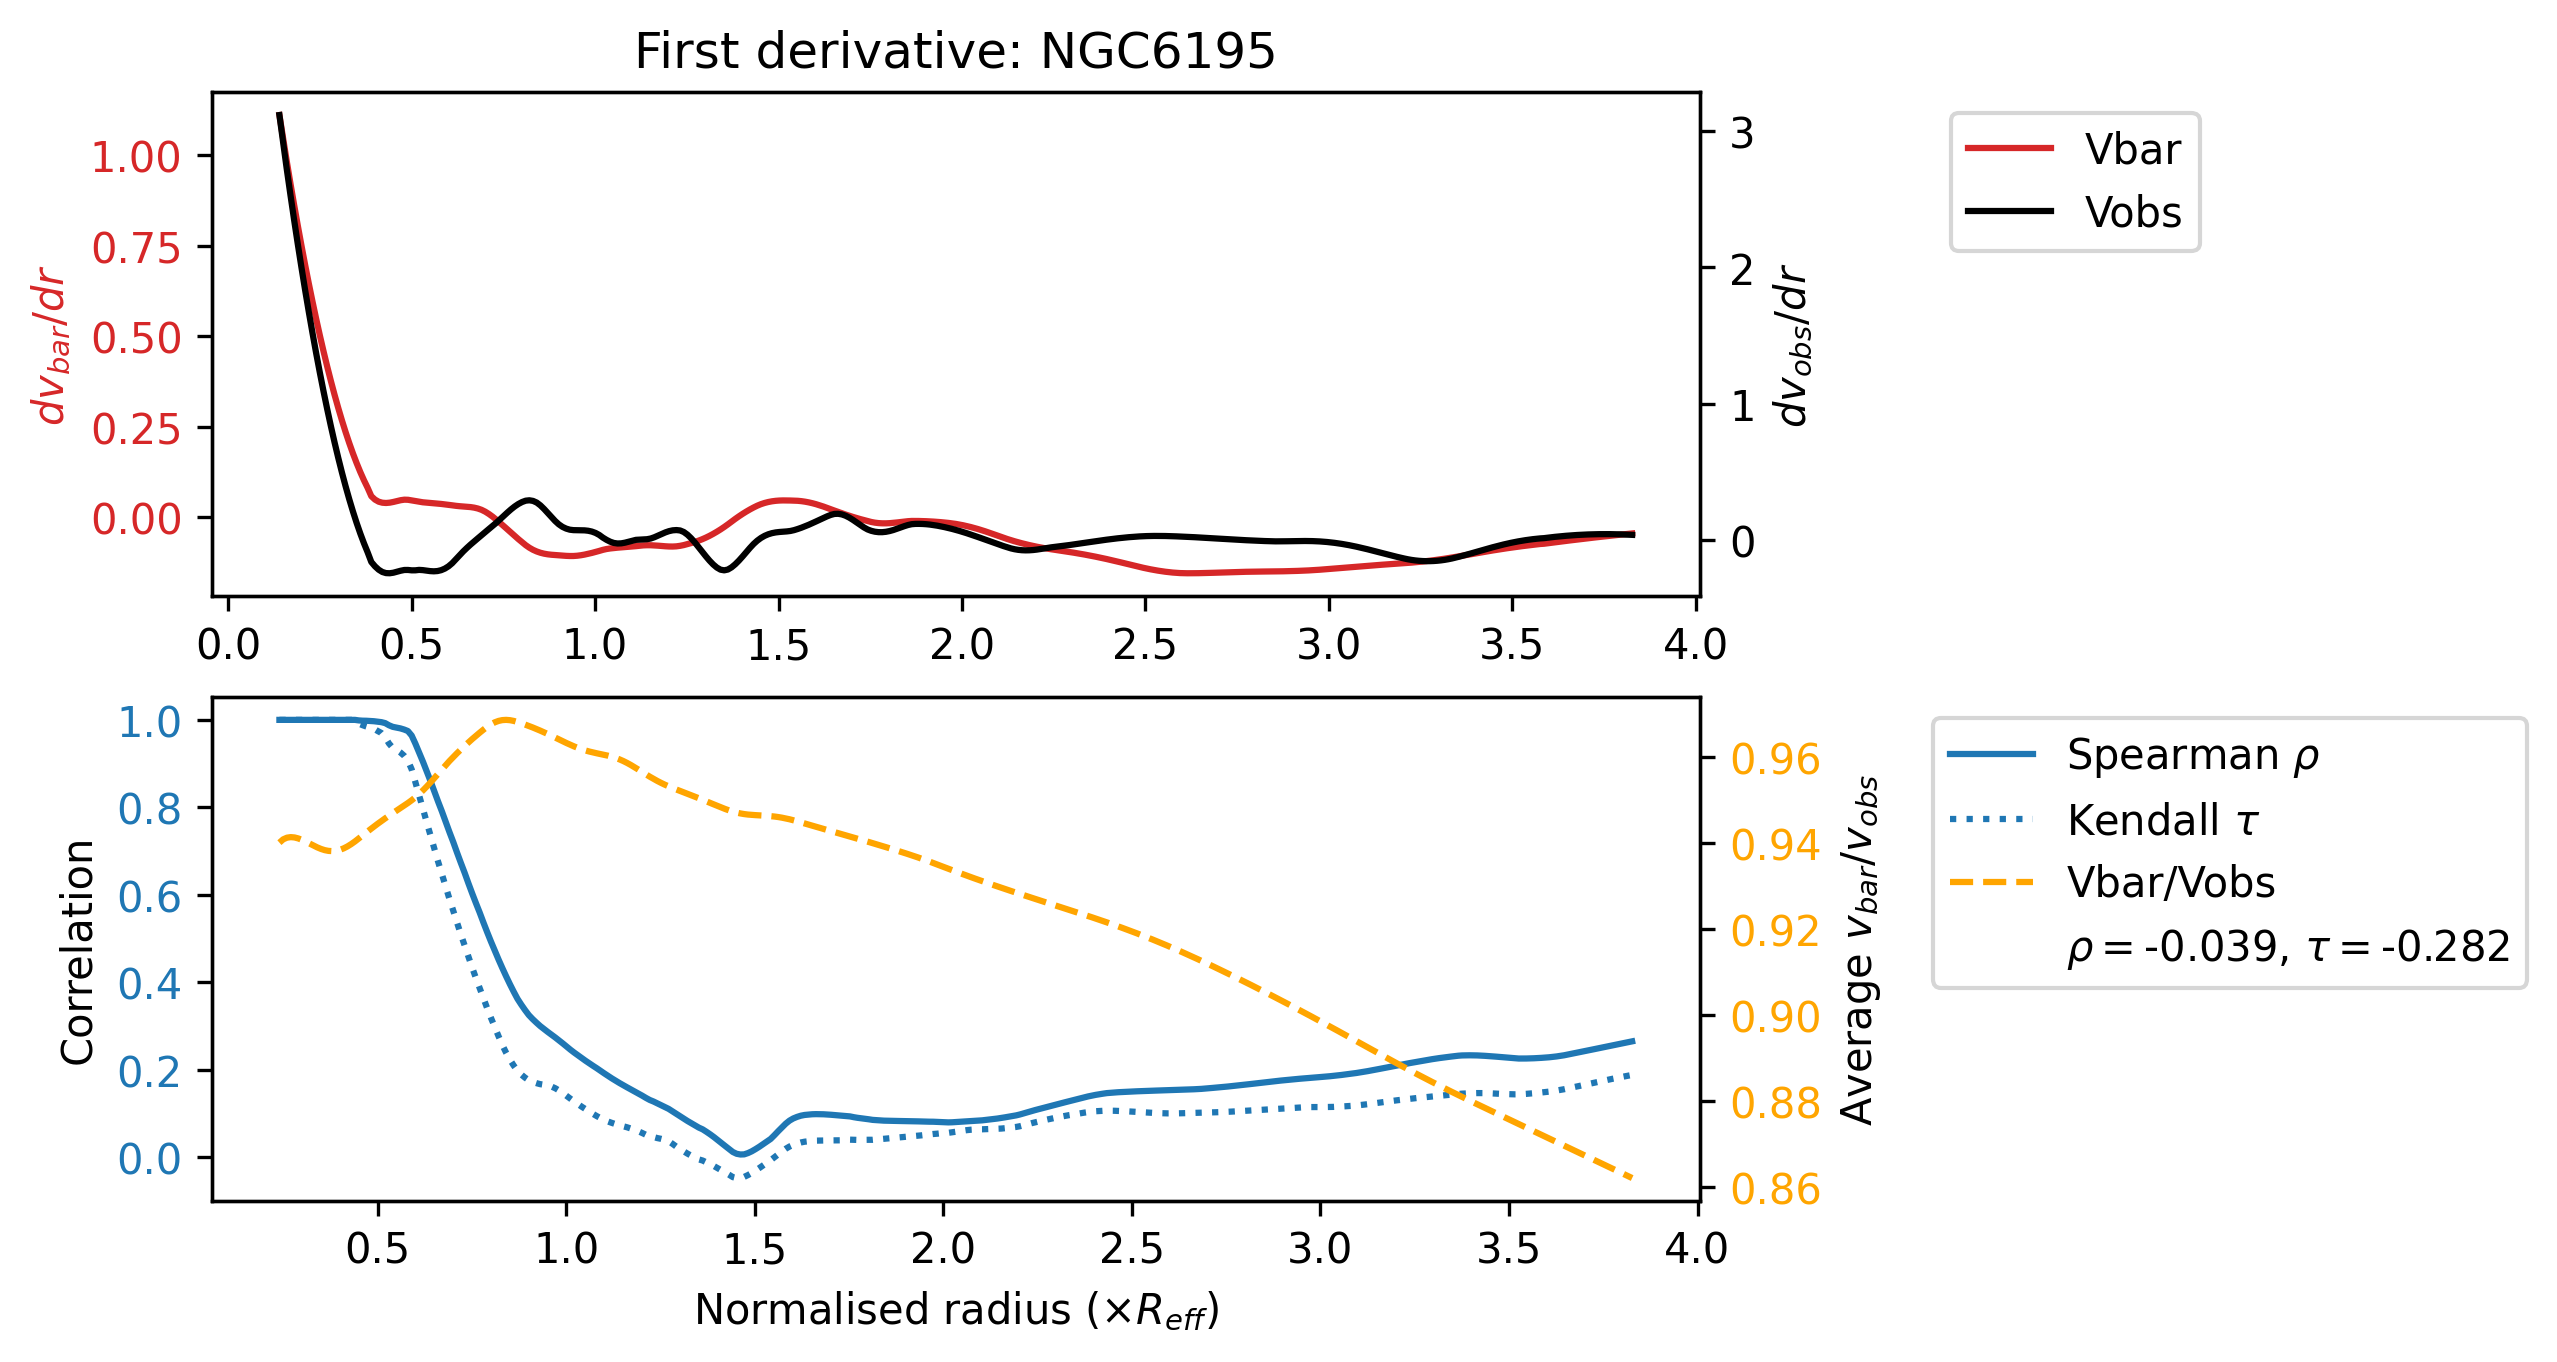 First derivative: NGC6195
1.00
0.75
0.50
0.25
0.00
dv_bar/dr
3
2
1
0
dv_obs/dr
Vbar
Vobs
0.0 0.5 1.0 1.5 2.0 2.5 3.0 3.5 4.0
1.0
0.8
0.6
0.4
0.2
0.0
Correlation
0.96
0.94
0.92
0.90
0.88
0.86
Average v_bar/v_obs
Spearman ρ
Kendall τ
Vbar/Vobs
ρ = -0.039, τ = -0.282
0.5 1.0 1.5 2.0 2.5 3.0 3.5 4.0
Normalised radius (×R_eff)